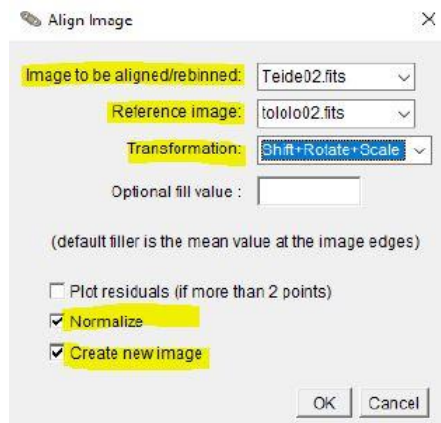 Align Image
Image to be aligned/rebinned: Teide02.fits
Reference image: tololo02.fits
Transformation: Shift+Rotate+Scale
Optional fill value :
(default filler is the mean value at the image edges)
Plot residuals (if more than 2 points)
Normalize
Create new image
OK Cancel